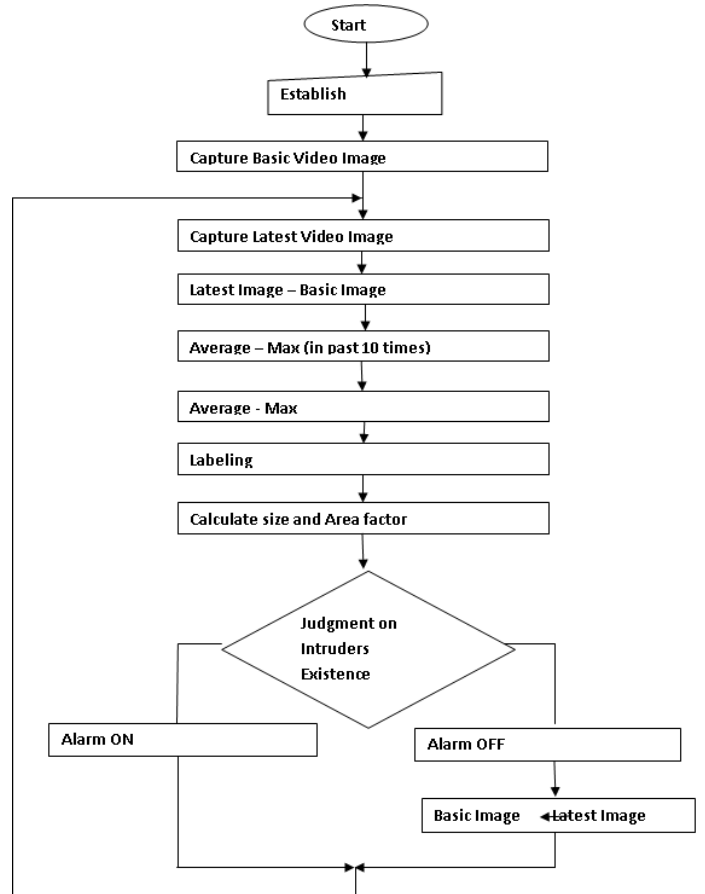 Start
Establish
Capture Basic Video Image
Capture Latest Video Image
Latest Image – Basic Image
Average – Max (in past 10 times)
Average - Max
Labeling
Calculate size and Area factor
Judgment on
Intruders
Existence
Alarm ON
Alarm OFF
Basic Image Latest Image